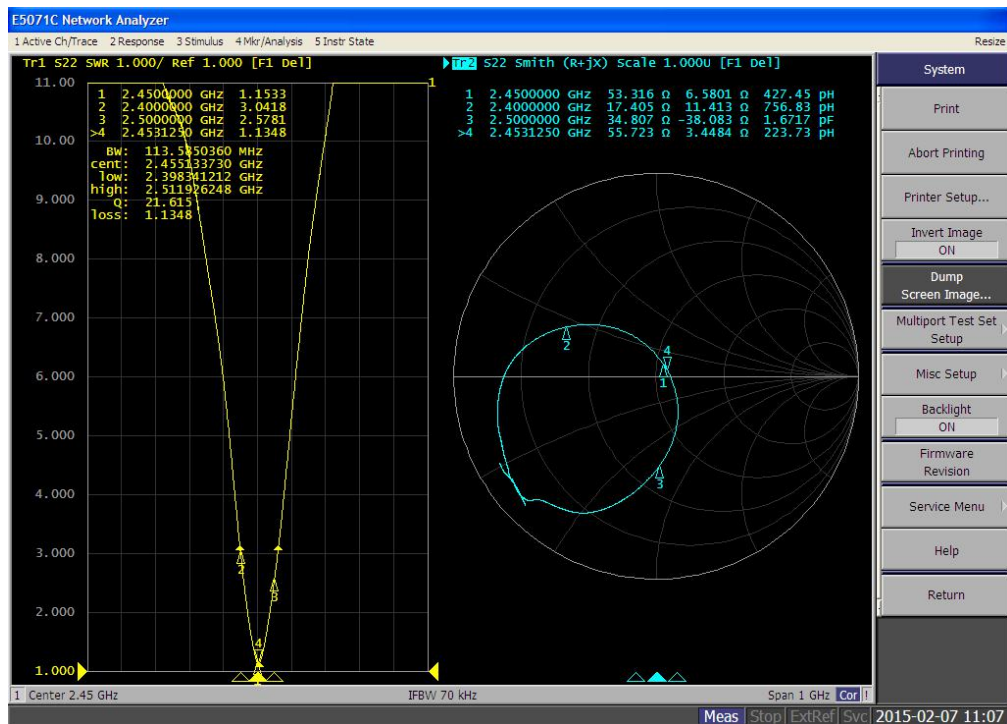 E5071C Network Analyzer
1 Active Ch/Trace 2 Response 3 Stimulus 4 Mkr/Analysis 5 Instr State
Resize
Tr1 S22 SWR 1.000/ Ref 1.000 [F1 Del]
11.00
10.00
9.000
8.000
7.000
6.000
5.000
4.000
3.000
2.000
1.000
1
1 2.4500000 GHz 1.1533
2 2.4000000 GHz 3.0418
3 2.5000000 GHz 2.5781
>4 2.4531250 GHz 1.1348
BW: 113.5850360 MHz
cent: 2.455133730 GHz
low: 2.398341212 GHz
high: 2.511926248 GHz
Q: 21.615
loss: 1.1348
2
3
4
Tr2 S22 Smith (R+jX) Scale 1.000U [F1 Del]
1 2.4500000 GHz 53.316 Ω 6.5801 Ω 427.45 pH
2 2.4000000 GHz 17.405 Ω 11.413 Ω 756.83 pH
3 2.5000000 GHz 34.807 Ω -38.083 Ω 1.6717 pF
>4 2.4531250 GHz 55.723 Ω 3.4484 Ω 223.73 pH
2
4
1
3
System
Print
Abort Printing
Printer Setup...
Invert Image
ON
Dump
Screen Image...
Multiport Test Set
Setup
Misc Setup
Backlight
ON
Firmware
Revision
Service Menu
Help
Return
1 Center 2.45 GHz
IFBW 70 kHz
Span 1 GHz Cor !
Meas Stop ExtRef Svc 2015-02-07 11:07